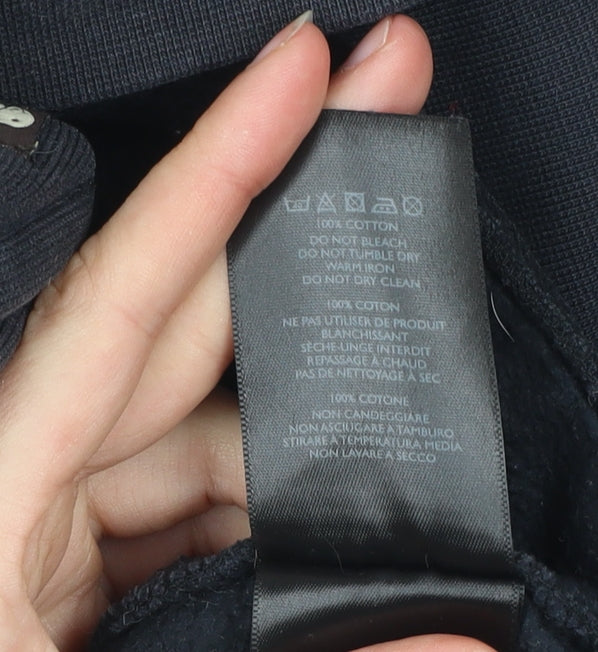 100% COTTON
DO NOT BLEACH
DO NOT TUMBLE DRY
WARM IRON
DO NOT DRY CLEAN
100% COTON
NE PAS UTILISER DE PRODUIT
BLANCHISSANT
SÈCHE-LINGE INTERDIT
REPASSAGE À CHAUD
PAS DE NETTOYAGE À SEC
100% COTONE
NON CANDEGGIARE
NON ASCIUGARE A TAMBURO
STIRARE A TEMPERATURA MEDIA
NON LAVARE A SECCO